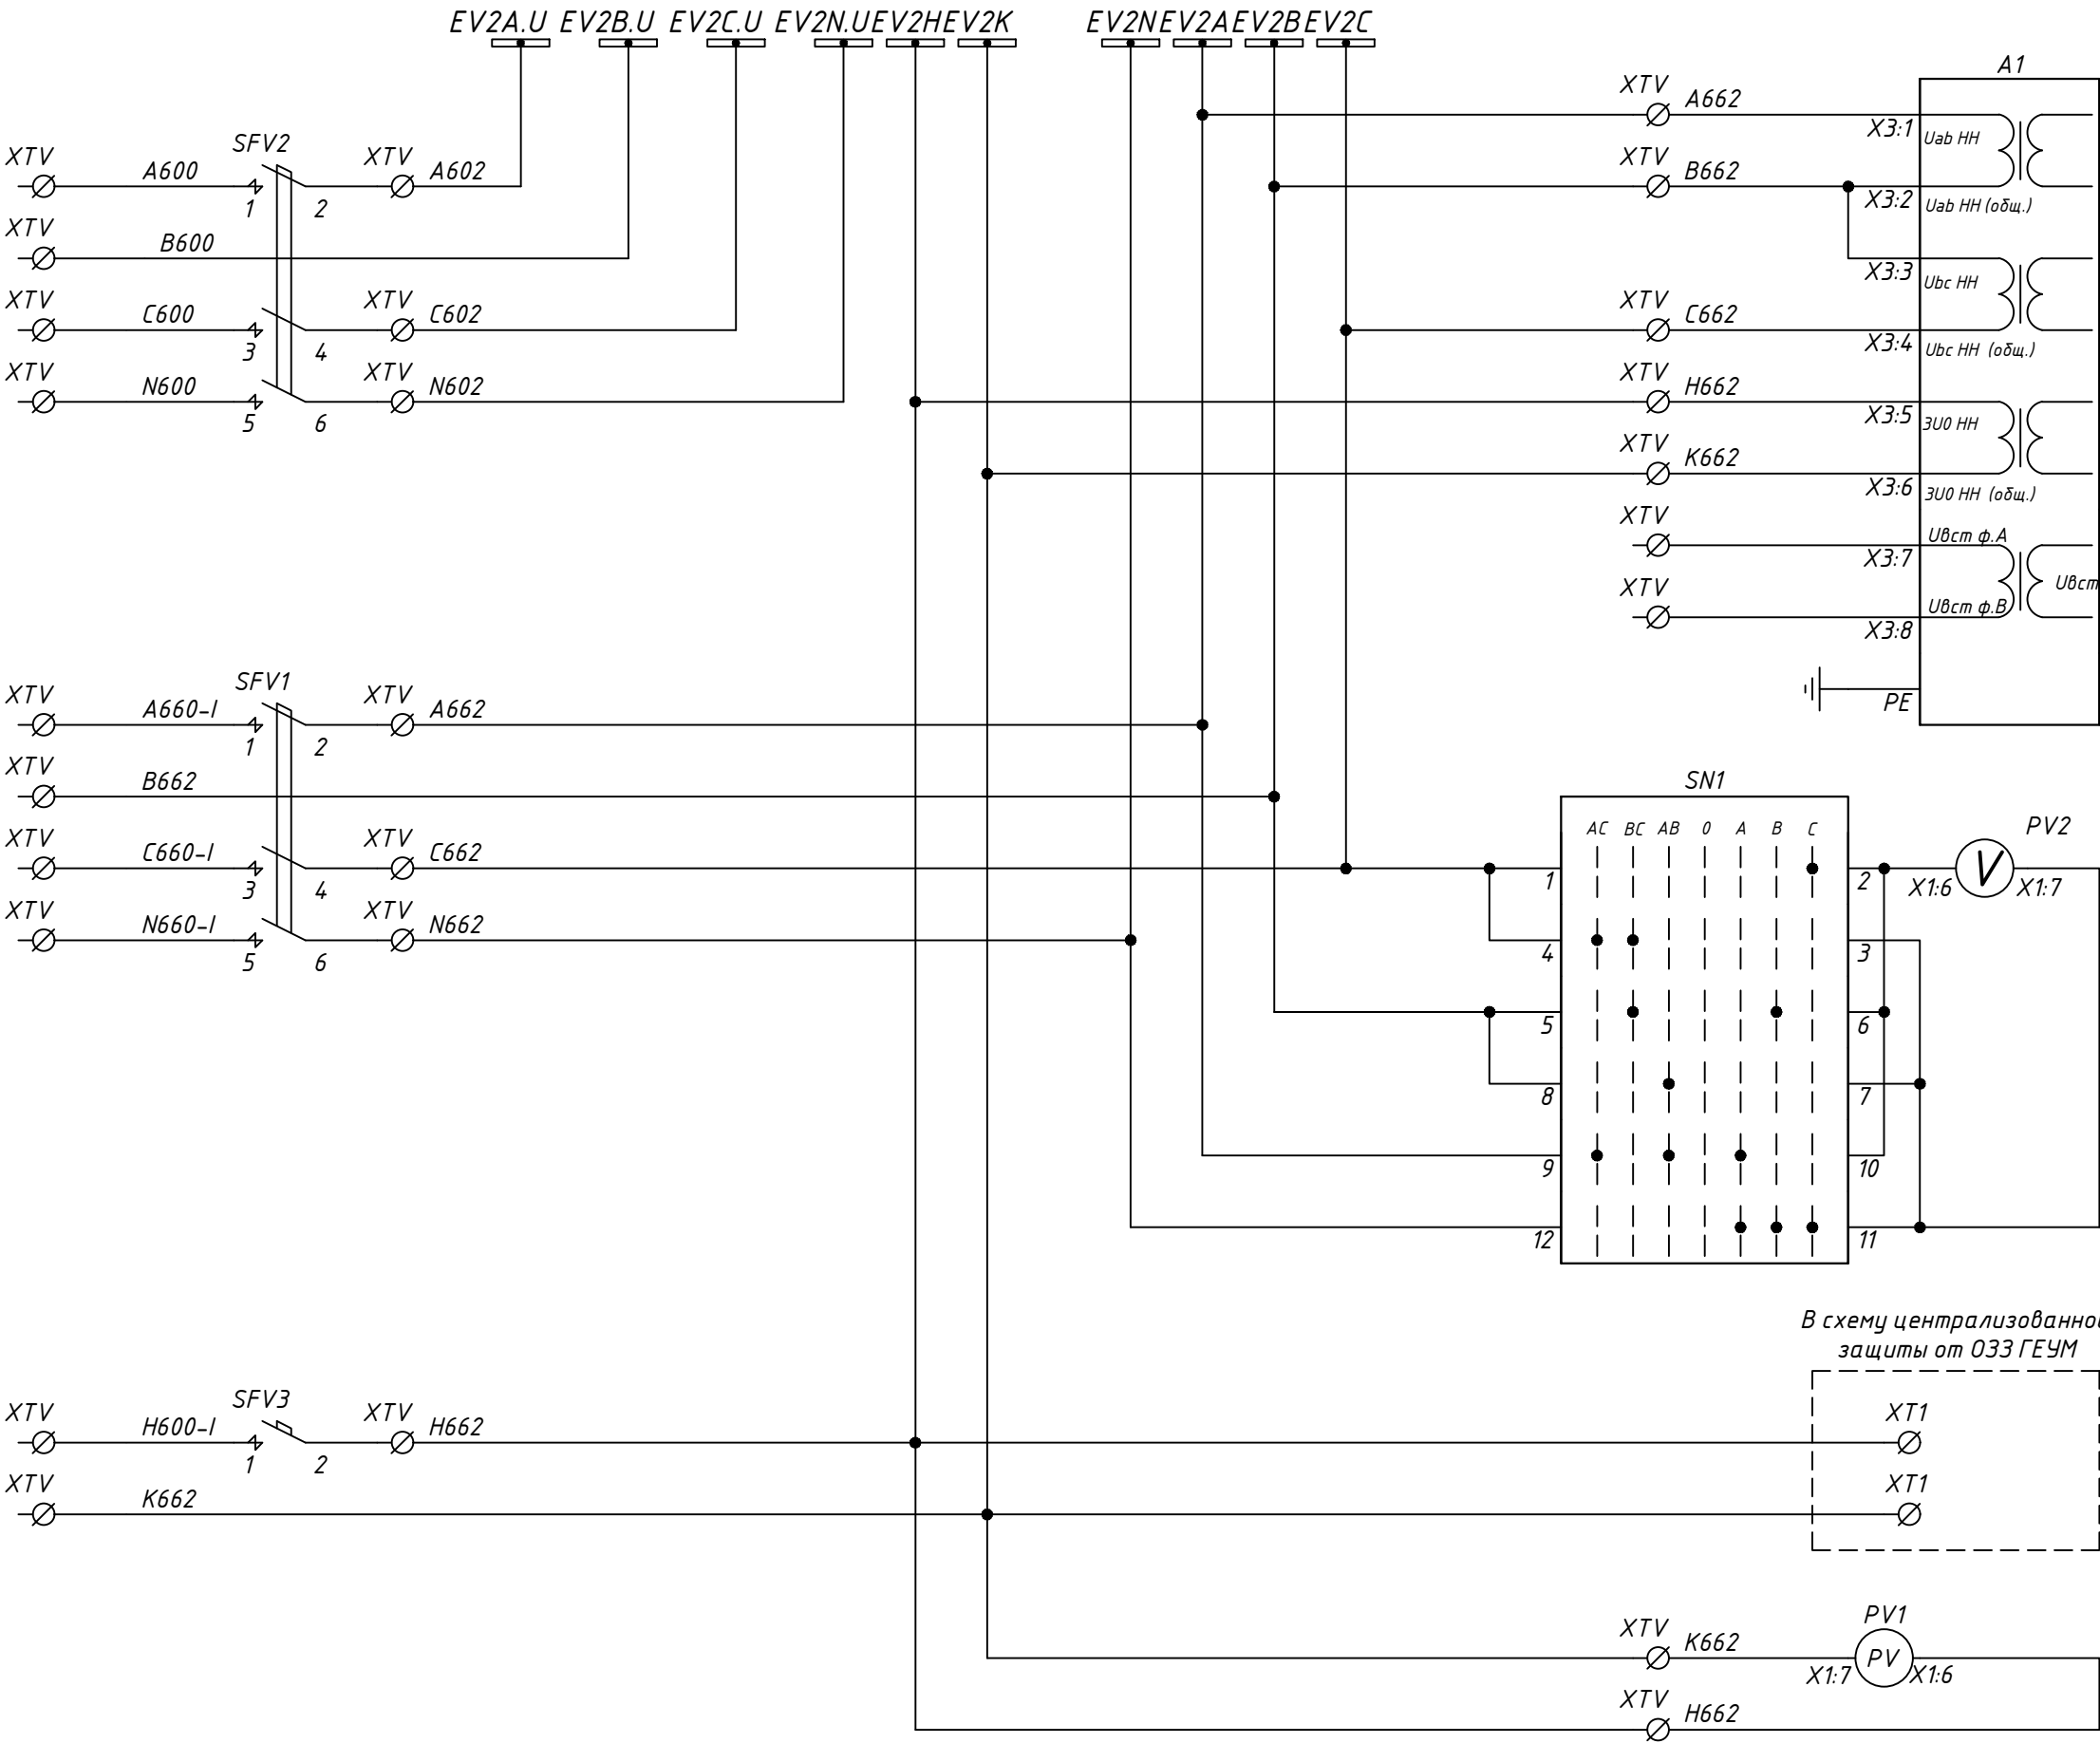 EV2A.U EV2B.U EV2C.U EV2N.U EV2H EV2K EV2N EV2A EV2B EV2C
A1
XTV A662
X3:1 Uab НН
XTV B662
X3:2 Uab НН (общ.)
X3:3 Ubc НН
XTV C662
X3:4 Ubc НН (общ.)
XTV H662
X3:5 3U0 НН
XTV K662
X3:6 3U0 НН (общ.)
XTV Uвст ф.А
X3:7
Uвст
XTV Uвст ф.В
X3:8
PE
SFV2
XTV A600 1 2 XTV A602
XTV B600
XTV C600 3 4 XTV C602
XTV N600 5 6 XTV N602
SFV1
XTV A660-I 1 2 XTV A662
XTV B662
XTV C660-I 3 4 XTV C662
XTV N660-I 5 6 XTV N662
SN1
AC BC AB 0 A B C
PV2
1 2 X1:6 V X1:7
4 3
5 6
8 7
9 10
12 11
В схему централизованно
защиты от ОЗЗ ГЕУМ
SFV3
XTV H600-I 1 2 XTV H662 XT1
XTV K662 XT1
PV1
XTV K662 X1:7 PV X1:6
XTV H662